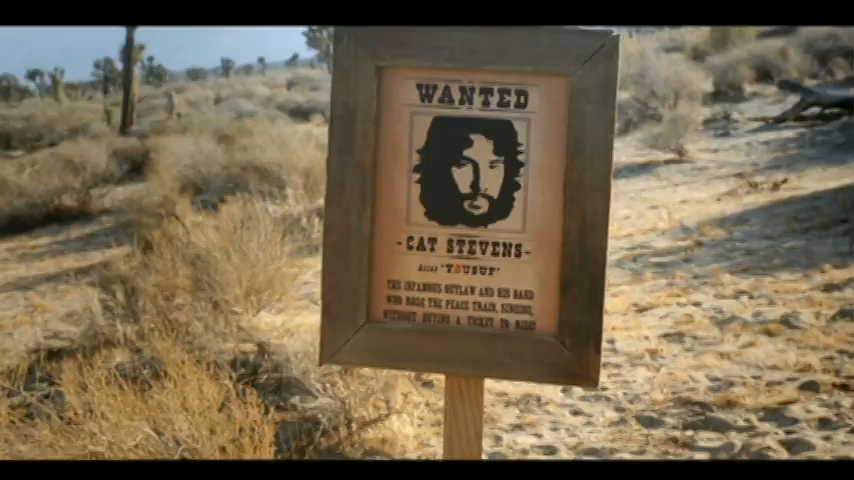 WANTED
-CAT STEVENS-
Alias "YOUSUF"
THE INFAMOUS OUTLAW AND HIS BAND
WHO RODE THE PEACE TRAIN, SINGING,
WITHOUT BUYING A TICKET TO RIDE!